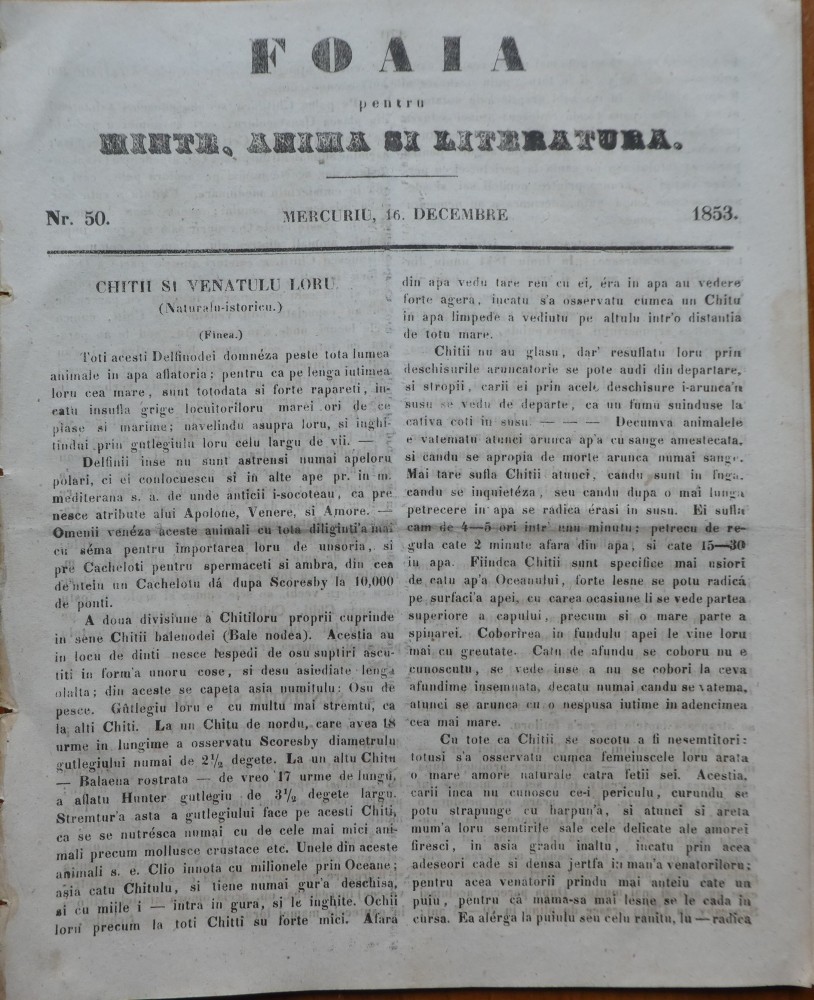 FOAIA
pentru
MINTE, ANIMA SI LITERATURA.
Nr. 50.
MERCURIU, 16. DECEMBRE
1853.
CHITII SI VENATULU LORU
(Naturalu-istoricu.)
(Finea.)
Toti acesti Delfinodei domnéza peste tota lumea
animale in apa aflatoria; pentru ca pe lenga iutimea
loru cea mare, sunt totodata si forte rapareti, in-
catu insufla grige locuitoriloru marei ori de ce
plase si marime; navelindu asupra loru, si inghi-
tindui prin gutlegiulu loru celu largu de vii. —
Delfinii inse nu sunt astrensi numai apeloru
polari, ci ei conlocuescu si in alte ape pr. in m.
mediterana s. a. de unde anticii i-socoteau, ca pre
nesce atribute alui Apolone, Venere, si Amore. —
Omenii venéza aceste animali cu tota diliginti'a mai
cu séma pentru importarea loru de unsoria, si
pre Cacheloti pentru spermaceti si ambra, din cea
de'nteiu un Cachelotu dá dupa Scoresby la 10,000
de ponti.
A doua divisiune a Chitiloru proprii cuprinde
in sene Chitii balenodei (Bale nodea). Acestia au
in locu de dinti nesce lespedi de osu suptiri ascu-
titi in form'a unoru cose, si desu asiediate lenga
olalta; din aceste se capeta asia numitulu: Osu de
pesce. Gûtlegiu loru e cu multu mai stremtu, ca
la alti Chiti. La un Chitu de nordu, care avea 18
urme in lungime a osservatu Scoresby diametrulu
gutlegiului numai de 2½ degete. La un altu Chitu
— Balaena rostrata — de vreo 17 urme de lungu,
a aflatu Hunter gutlegiu de 3½ degete largu.
Stremtur'a asta a gutlegiului face pe acesti Chiti,
ca se se nutrésca numai cu de cele mai mici ani-
mali precum mollusce crustace etc. Unele din aceste
animali s. e. Clio innota cu milionele prin Oceane;
asia catu Chitulu, si tiene numai gur'a deschisa,
si cu miile i — intra in gura, si le inghite. Ochii
loru precum la toti Chitti su forte mici. Afara
din apa vedu tare reu cu ei, éra in apa au vedere
forte agera, incatu s'a osservatu cumca un Chitu
in apa limpede a vediutu pe altulu intr'o distantia
de totu mare.
Chitii nu au glasu, dar' resuflatu loru prin
deschisurile aruncatorie se pote audi din departare,
si stropii, carii ei prin acele deschisure i-arunca'n
susu se vedu de departe, ca un fumu suinduse la
cativa coti in susu. — — — Decumva animalele
e vatematu atunci arunca ap'a cu sange amestecata,
si candu se apropia de morte arunca numai sange.
Mai tare sufla Chitii atunci, candu sunt in fuga,
candu se inquietéza, seu candu dupa o mai lunga
petrecere in apa se radica érasi in susu. Ei sufla
cam de 4—5 ori intr' unu minutu; petrecu de re-
gula cate 2 minute afara din apa, si cate 15—30
in apa. Fiindca Chitii sunt specifice mai usiori
de catu ap'a Oceanului, forte lesne se potu radicá
pe surfaci'a apei, cu carea ocasiune li se vede partea
superiore a capului, precum si o mare parte a
spinarei. Coborirea in fundulu apei le vine loru
mai cu greutate. Catu de afundu se coboru nu e
cunoscutu, se vede inse a nu se cobori la ceva
afundime insemnata, decatu numai candu se vatema,
atunci se arunca cu o nespusa iutime in adencimea
cea mai mare.
Cu tote ca Chitii se socotu a fi nesemtitori:
totusi s'a osservatu cumca femeiuscele loru arata
o mare amore naturale catra fetii sei. Acestia,
carii inca nu cunoscu ce-i periculu, curundu se
potu strapunge cu harpun'a, si atunci si areta
mum'a loru semtirile sale cele delicate ale amorei
firesci, in asia gradu inaltu, incatu prin acea
adeseori cade si densa jertfa in man'a venatoriloru;
pentru acea venatorii prindu mai anteiu cate un
puiu, pentru că mama-sa mai lesne se le cada in
cursa. Ea alérga la puiulu seu celu ranitu, lu — radica